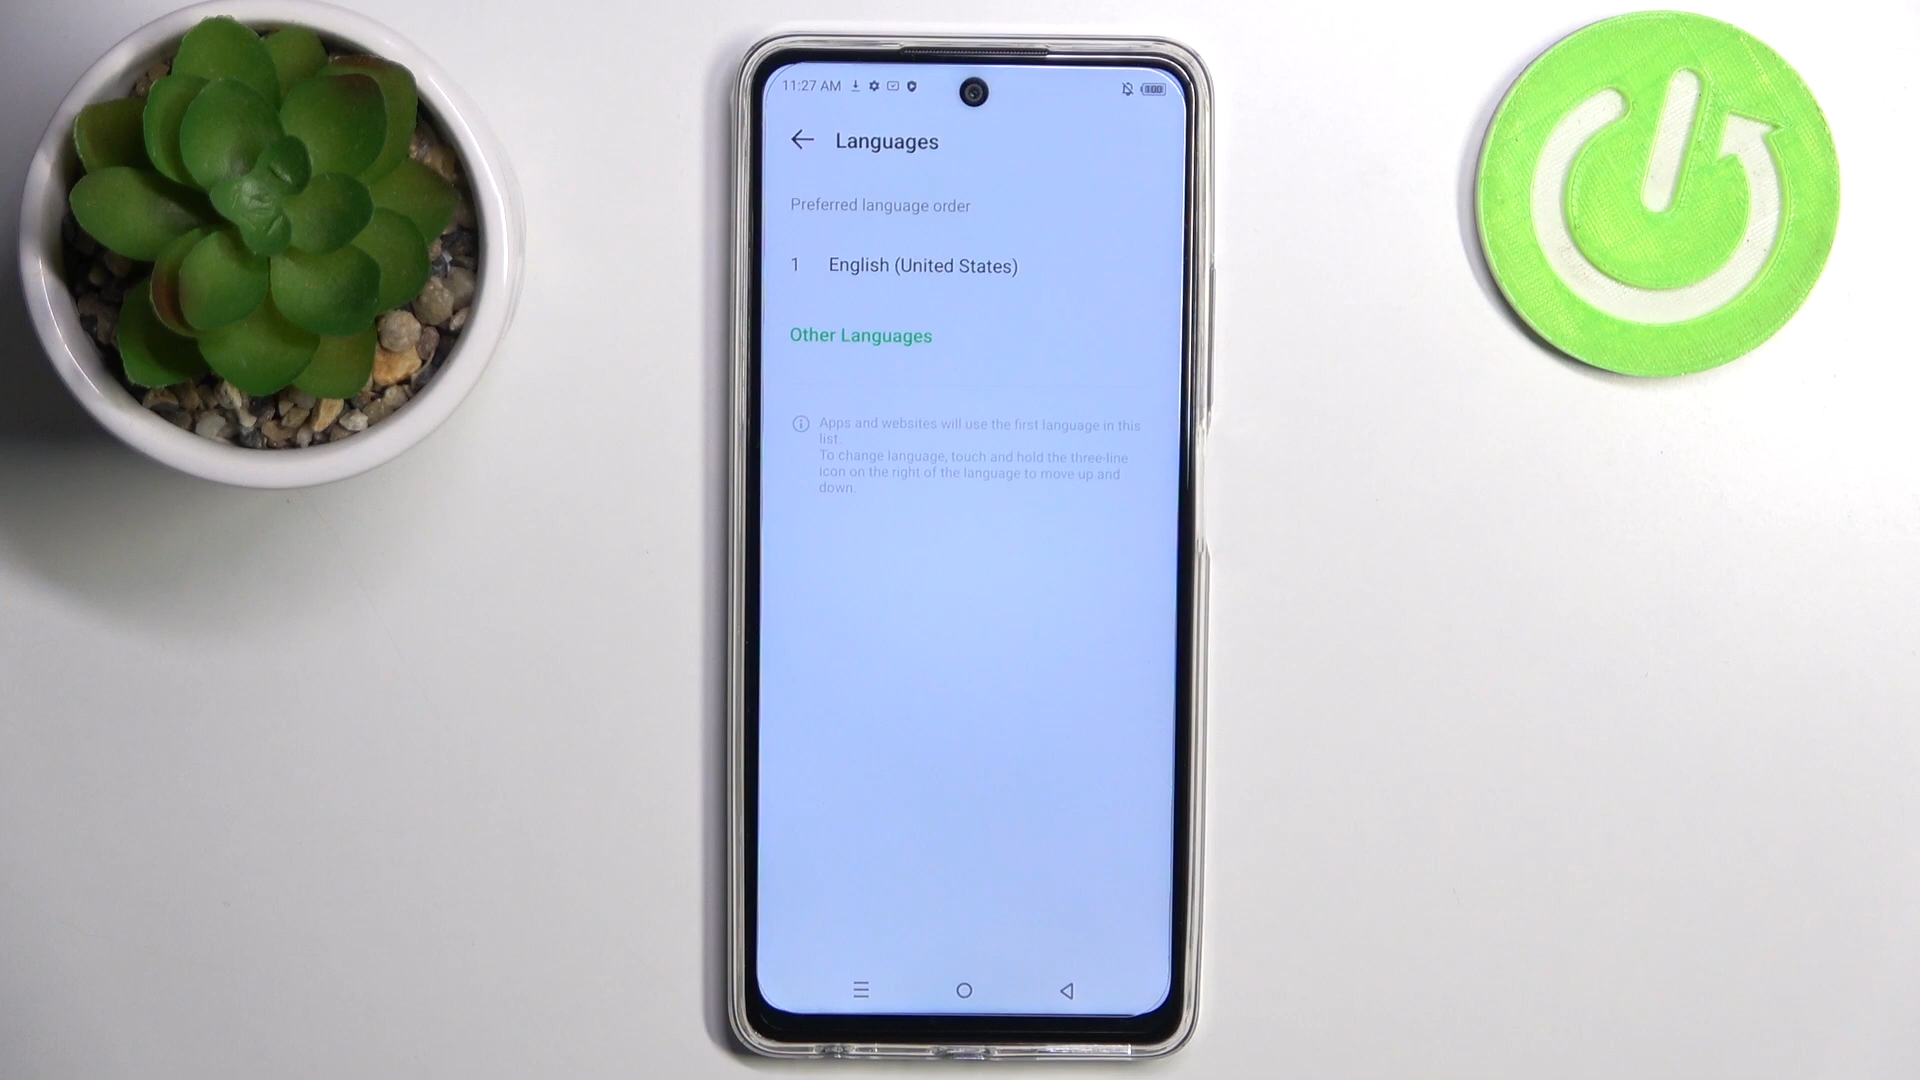 11:27 AM
100
Languages
Preferred language order
1 English (United States)
Other Languages
Apps and websites will use the first language in this
list.
To change language, touch and hold the three-line
icon on the right of the language to move up and
down.